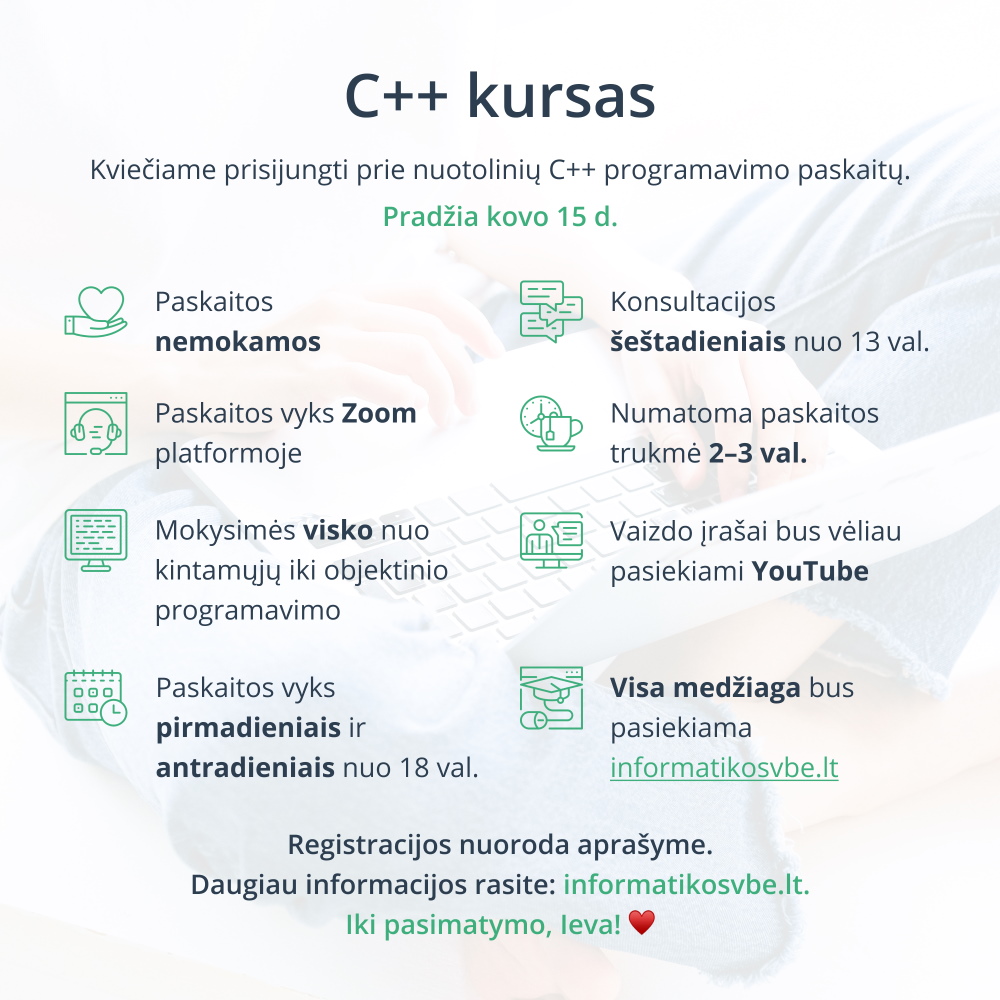 C++ kursas
Kviečiame prisijungti prie nuotolinių C++ programavimo paskaitų.
Pradžia kovo 15 d.
Paskaitos
nemokamos
Konsultacijos
šeštadieniais nuo 13 val.
Paskaitos vyks Zoom
platformoje
Numatoma paskaitos
trukmė 2–3 val.
Mokysimės visko nuo
kintamųjų iki objektinio
programavimo
Vaizdo įrašai bus vėliau
pasiekiami YouTube
Paskaitos vyks
pirmadieniais ir
antradieniais nuo 18 val.
Visa medžiaga bus
pasiekiama
informatikosvbe.lt
Registracijos nuoroda aprašyme.
Daugiau informacijos rasite: informatikosvbe.lt.
Iki pasimatymo, Ieva! ♥